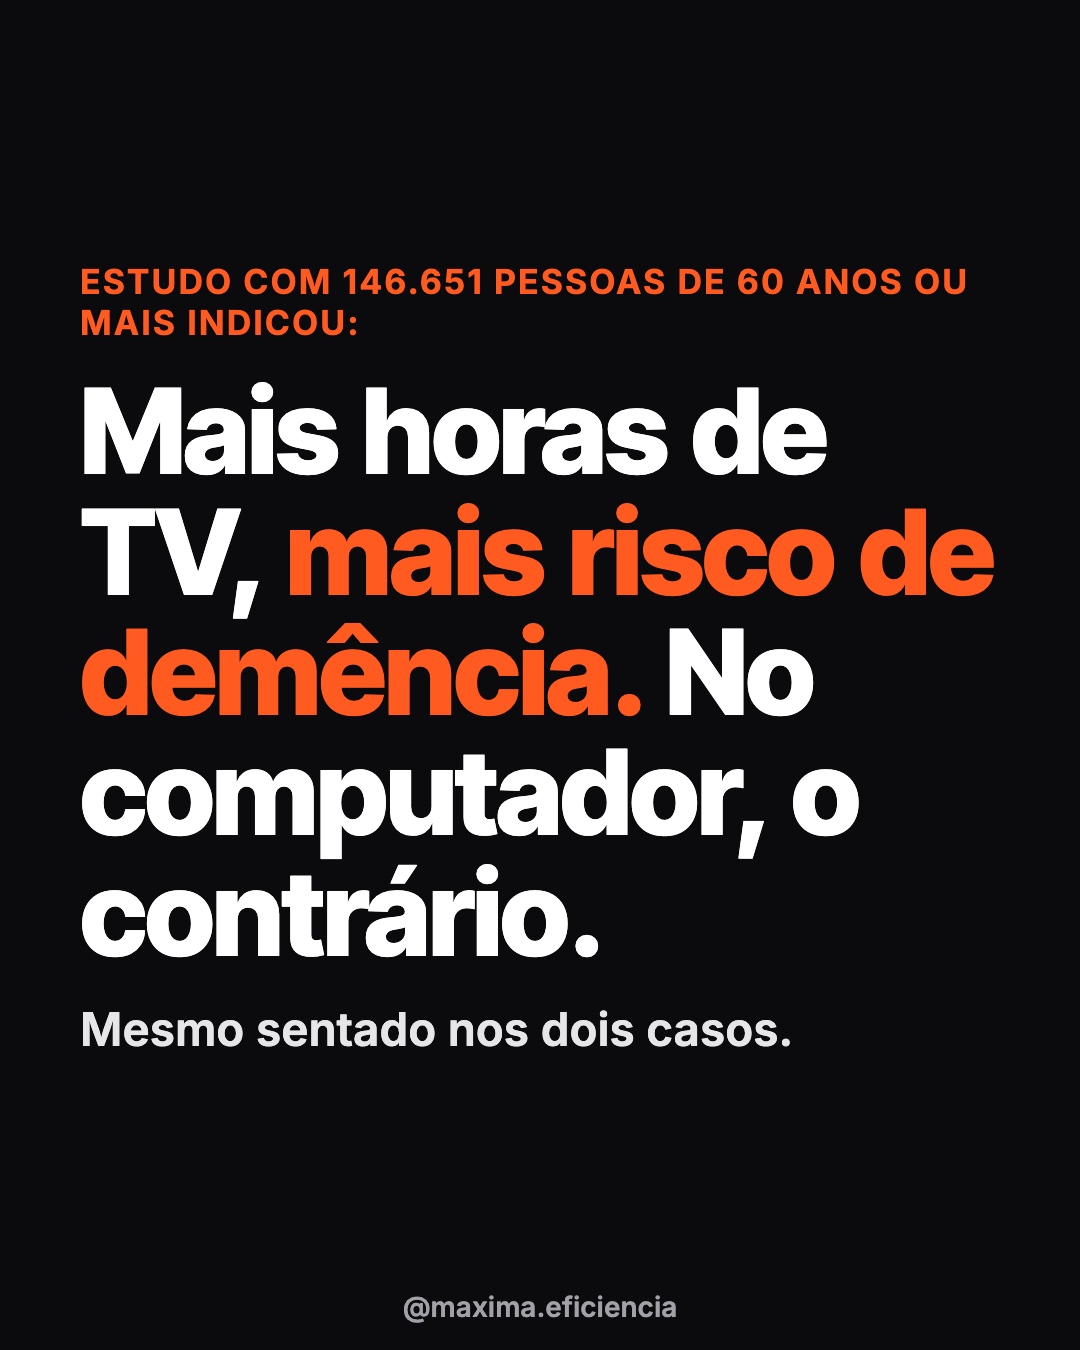 ESTUDO COM 146.651 PESSOAS DE 60 ANOS OU
MAIS INDICOU:
Mais horas de
TV, mais risco de
demência. No
computador, o
contrário.
Mesmo sentado nos dois casos.
@maxima.eficiencia